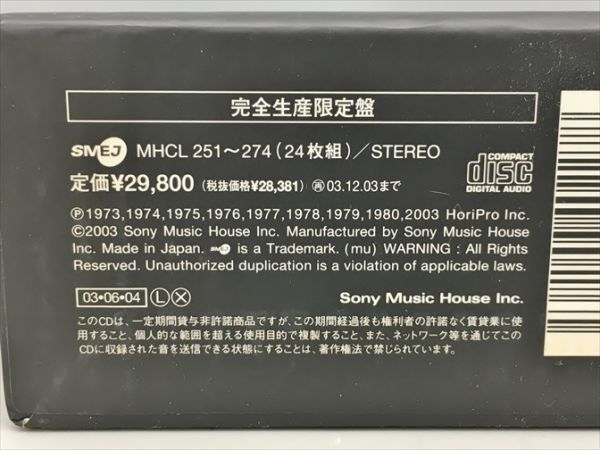 完全生産限定盤
SMEJ MHCL 251〜274(24枚組)/STEREO
定価¥29,800 (税抜価格¥28,381) 再 03.12.03まで
COMPACT disc DIGITAL AUDIO
Ⓟ1973,1974,1975,1976,1977,1978,1979,1980,2003 HoriPro Inc.
©2003 Sony Music House Inc. Manufactured by Sony Music House
Inc. Made in Japan. SMEJ is a Trademark. (mu) WARNING : All Rights
Reserved. Unauthorized duplication is a violation of applicable laws.
03•06•04 Ⓛ Ⓧ Sony Music House Inc.
このCDは、一定期間貸与非許諾商品ですが、この期間経過後も権利者の許諾なく賃貸業に使
用すること、個人的な範囲を超える使用目的で複製すること、また、ネットワーク等を通じてこの
CDに収録された音を送信できる状態にすることは、著作権法で禁じられています。